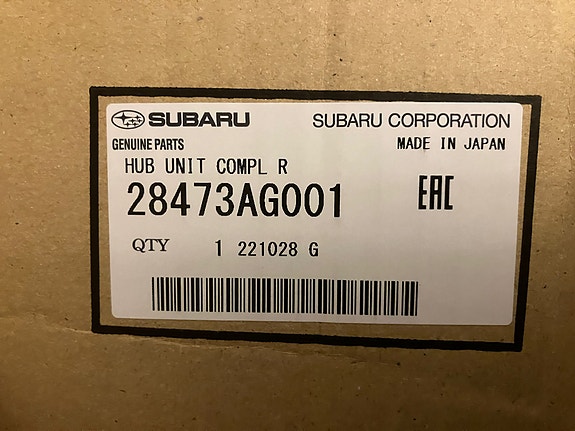 SUBARU SUBARU CORPORATION
GENUINE PARTS MADE IN JAPAN
HUB UNIT COMPL R
28473AG001 EAC
QTY 1 221028 G